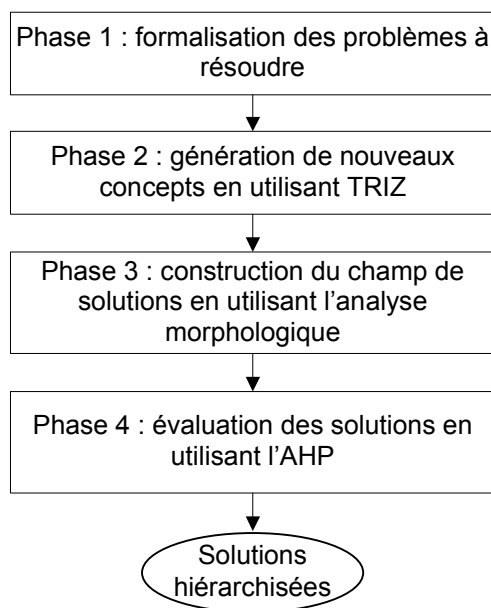 Phase 1 : formalisation des problèmes à
résoudre
Phase 2 : génération de nouveaux
concepts en utilisant TRIZ
Phase 3 : construction du champ de
solutions en utilisant l’analyse
morphologique
Phase 4 : évaluation des solutions en
utilisant l’AHP
Solutions
hiérarchisées